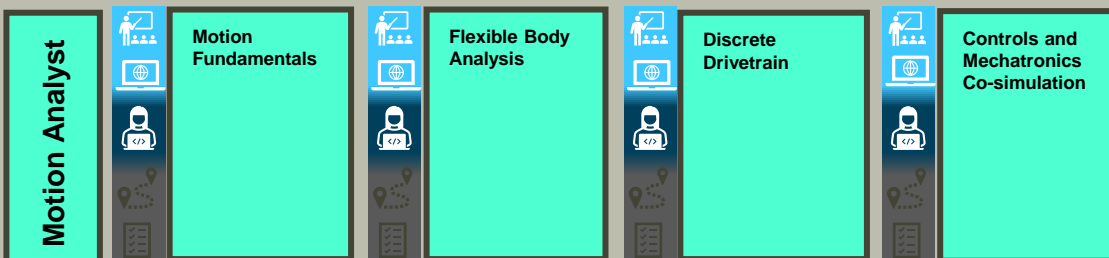 Motion Analyst
Motion
Fundamentals
Flexible Body
Analysis
Discrete
Drivetrain
Controls and
Mechatronics
Co-simulation